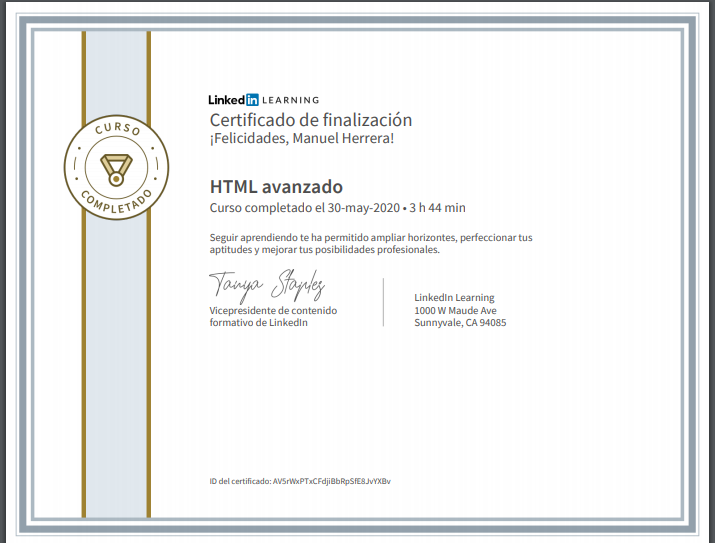 LinkedIn LEARNING
Certificado de finalización
¡Felicidades, Manuel Herrera!
CURSO
COMPLETADO
HTML avanzado
Curso completado el 30-may-2020 • 3 h 44 min
Seguir aprendiendo te ha permitido ampliar horizontes, perfeccionar tus
aptitudes y mejorar tus posibilidades profesionales.
Tanya Staples
Vicepresidente de contenido
formativo de LinkedIn
LinkedIn Learning
1000 W Maude Ave
Sunnyvale, CA 94085
ID del certificado: AV5rWxPTxCFdjiBbRpSfE8JvYXBv